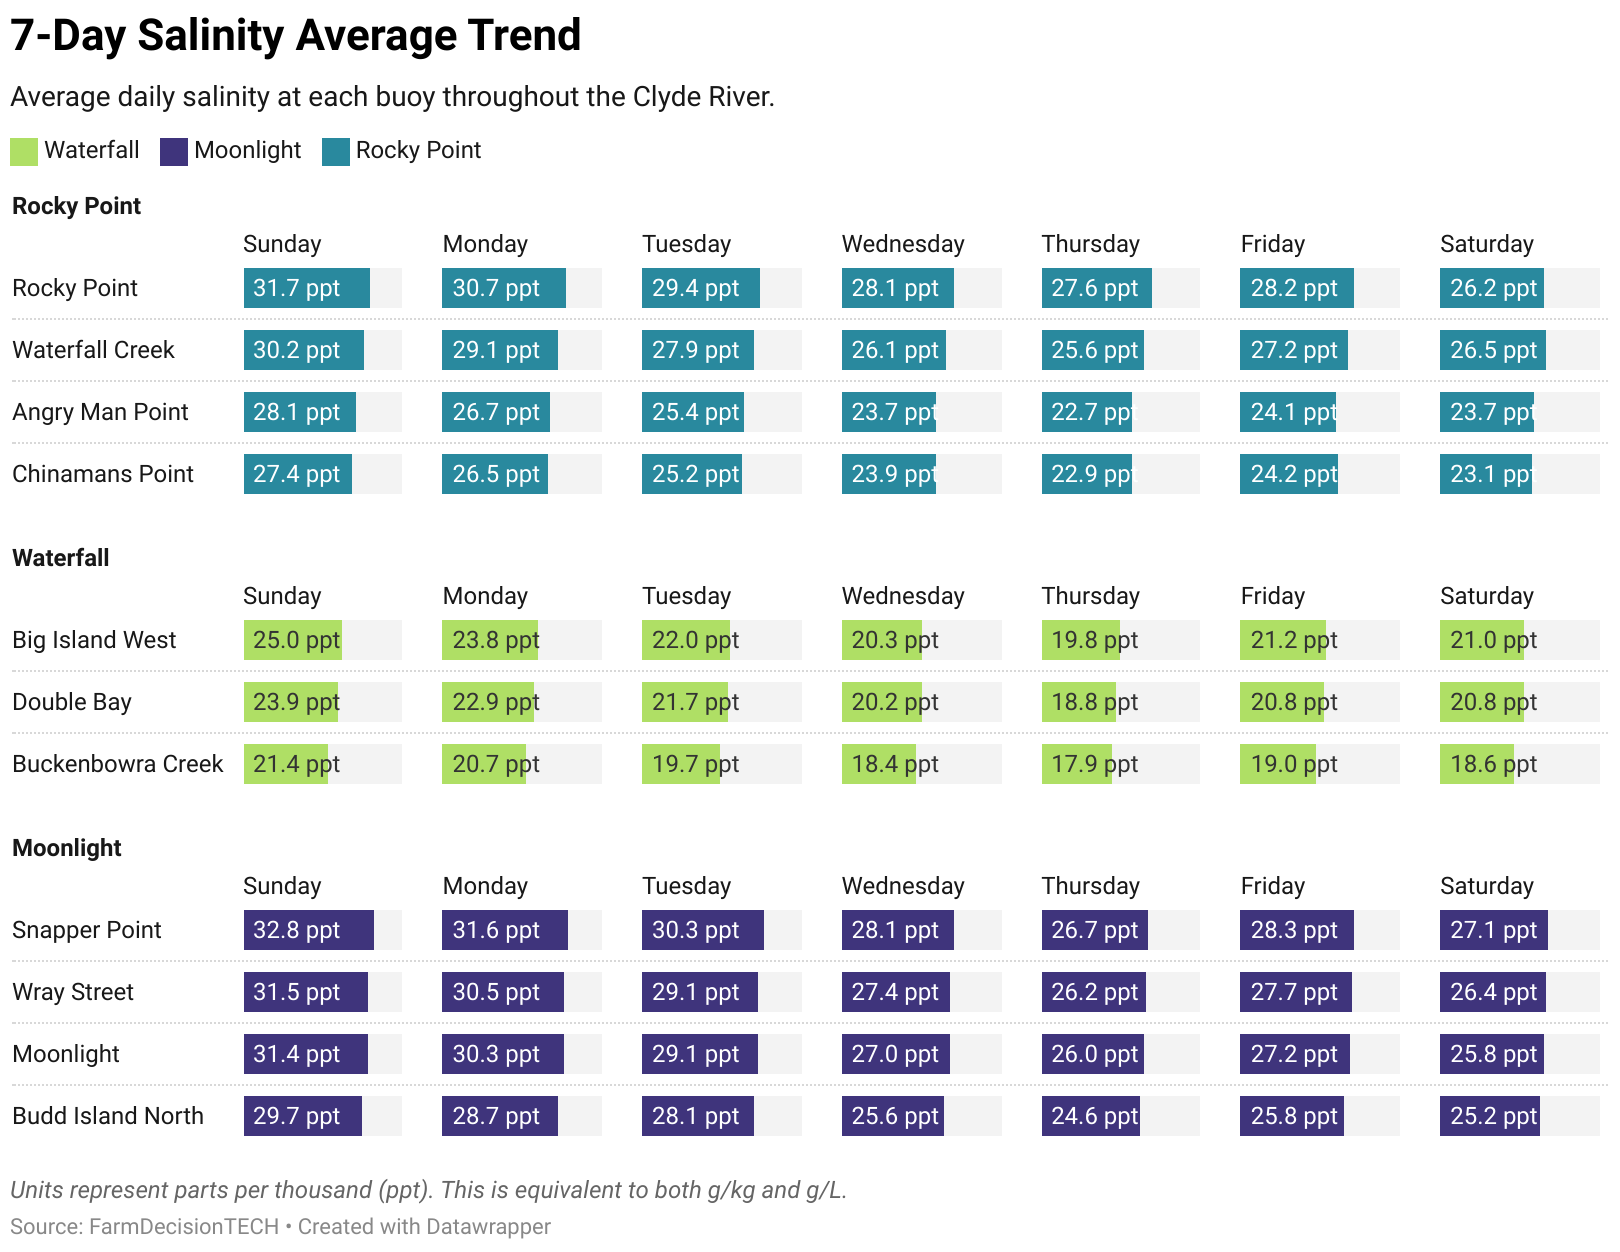 7-Day Salinity Average Trend
Average daily salinity at each buoy throughout the Clyde River.
Waterfall Moonlight Rocky Point
Rocky Point
Sunday Monday Tuesday Wednesday Thursday Friday Saturday
Rocky Point 31.7 ppt 30.7 ppt 29.4 ppt 28.1 ppt 27.6 ppt 28.2 ppt 26.2 ppt
Waterfall Creek 30.2 ppt 29.1 ppt 27.9 ppt 26.1 ppt 25.6 ppt 27.2 ppt 26.5 ppt
Angry Man Point 28.1 ppt 26.7 ppt 25.4 ppt 23.7 ppt 22.7 ppt 24.1 ppt 23.7 ppt
Chinamans Point 27.4 ppt 26.5 ppt 25.2 ppt 23.9 ppt 22.9 ppt 24.2 ppt 23.1 ppt
Waterfall
Sunday Monday Tuesday Wednesday Thursday Friday Saturday
Big Island West 25.0 ppt 23.8 ppt 22.0 ppt 20.3 ppt 19.8 ppt 21.2 ppt 21.0 ppt
Double Bay 23.9 ppt 22.9 ppt 21.7 ppt 20.2 ppt 18.8 ppt 20.8 ppt 20.8 ppt
Buckenbowra Creek 21.4 ppt 20.7 ppt 19.7 ppt 18.4 ppt 17.9 ppt 19.0 ppt 18.6 ppt
Moonlight
Sunday Monday Tuesday Wednesday Thursday Friday Saturday
Snapper Point 32.8 ppt 31.6 ppt 30.3 ppt 28.1 ppt 26.7 ppt 28.3 ppt 27.1 ppt
Wray Street 31.5 ppt 30.5 ppt 29.1 ppt 27.4 ppt 26.2 ppt 27.7 ppt 26.4 ppt
Moonlight 31.4 ppt 30.3 ppt 29.1 ppt 27.0 ppt 26.0 ppt 27.2 ppt 25.8 ppt
Budd Island North 29.7 ppt 28.7 ppt 28.1 ppt 25.6 ppt 24.6 ppt 25.8 ppt 25.2 ppt
Units represent parts per thousand (ppt). This is equivalent to both g/kg and g/L.
Source: FarmDecisionTECH • Created with Datawrapper